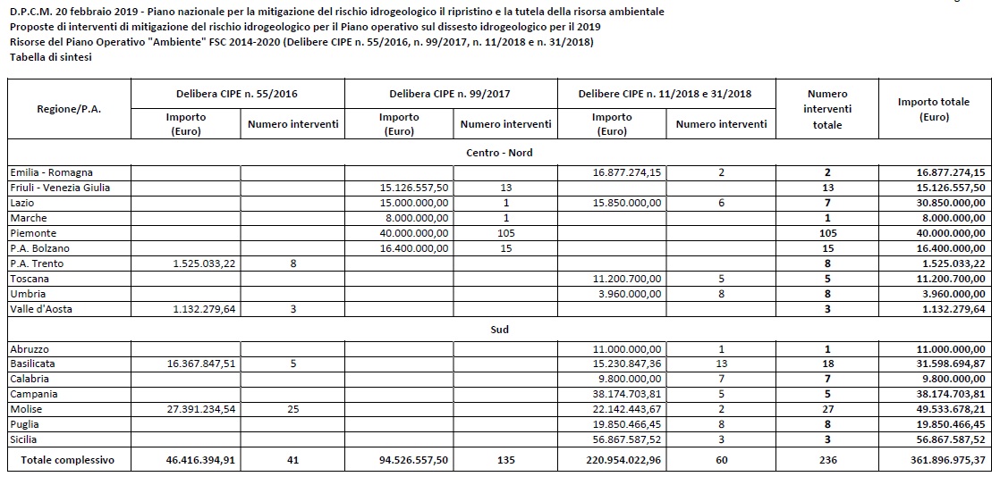 D.P.C.M. 20 febbraio 2019 - Piano nazionale per la mitigazione del rischio idrogeologico il ripristino e la tutela della risorsa ambientale
Proposte di interventi di mitigazione del rischio idrogeologico per il Piano operativo sul dissesto idrogeologico per il 2019
Risorse del Piano Operativo "Ambiente" FSC 2014-2020 (Delibere CIPE n. 55/2016, n. 99/2017, n. 11/2018 e n. 31/2018)
Tabella di sintesi
Regione/P.A. Delibera CIPE n. 55/2016 Delibera CIPE n. 99/2017 Delibere CIPE n. 11/2018 e 31/2018 Numero interventi totale Importo totale (Euro)
Importo (Euro) Numero interventi Importo (Euro) Numero interventi Importo (Euro) Numero interventi
Centro - Nord
Emilia - Romagna 16.877.274,15 2 2 16.877.274,15
Friuli - Venezia Giulia 15.126.557,50 13 13 15.126.557,50
Lazio 15.000.000,00 1 15.850.000,00 6 7 30.850.000,00
Marche 8.000.000,00 1 1 8.000.000,00
Piemonte 40.000.000,00 105 105 40.000.000,00
P.A. Bolzano 16.400.000,00 15 15 16.400.000,00
P.A. Trento 1.525.033,22 8 8 1.525.033,22
Toscana 11.200.700,00 5 5 11.200.700,00
Umbria 3.960.000,00 8 8 3.960.000,00
Valle d'Aosta 1.132.279,64 3 3 1.132.279,64
Sud
Abruzzo 11.000.000,00 1 1 11.000.000,00
Basilicata 16.367.847,51 5 15.230.847,36 13 18 31.598.694,87
Calabria 9.800.000,00 7 7 9.800.000,00
Campania 38.174.703,81 5 5 38.174.703,81
Molise 27.391.234,54 25 22.142.443,67 2 27 49.533.678,21
Puglia 19.850.466,45 8 8 19.850.466,45
Sicilia 56.867.587,52 3 3 56.867.587,52
Totale complessivo 46.416.394,91 41 94.526.557,50 135 220.954.022,96 60 236 361.896.975,37